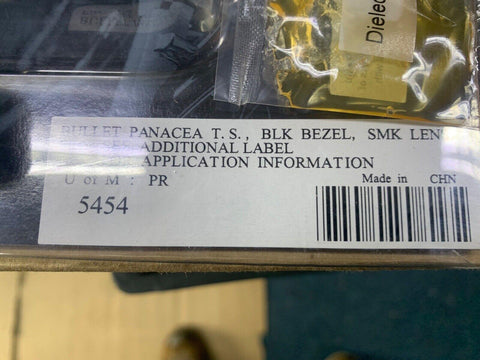 Dielec
BULLET PANACEA T.S., BLK BEZEL, SMK LEN
ADDITIONAL LABEL
APPLICATION INFORMATION
U of M : PR Made in CHN
5454